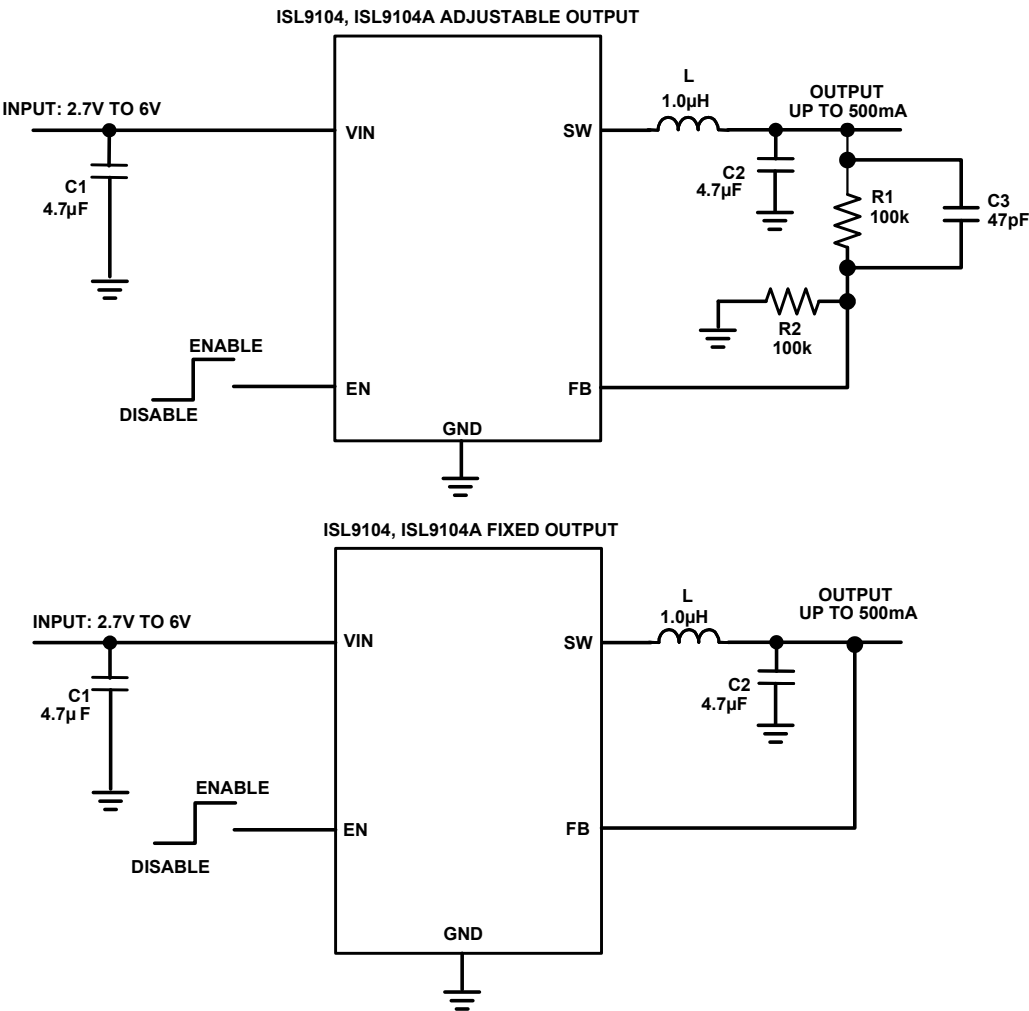 ISL9104, ISL9104A ADJUSTABLE OUTPUT
INPUT: 2.7V TO 6V
VIN
SW
L
1.0µH
OUTPUT
UP TO 500mA
C1
4.7µF
C2
4.7µF
R1
100k
C3
47pF
R2
100k
ENABLE
DISABLE
EN
FB
GND
ISL9104, ISL9104A FIXED OUTPUT
INPUT: 2.7V TO 6V
VIN
SW
L
1.0µH
OUTPUT
UP TO 500mA
C1
4.7µ F
C2
4.7µF
ENABLE
DISABLE
EN
FB
GND